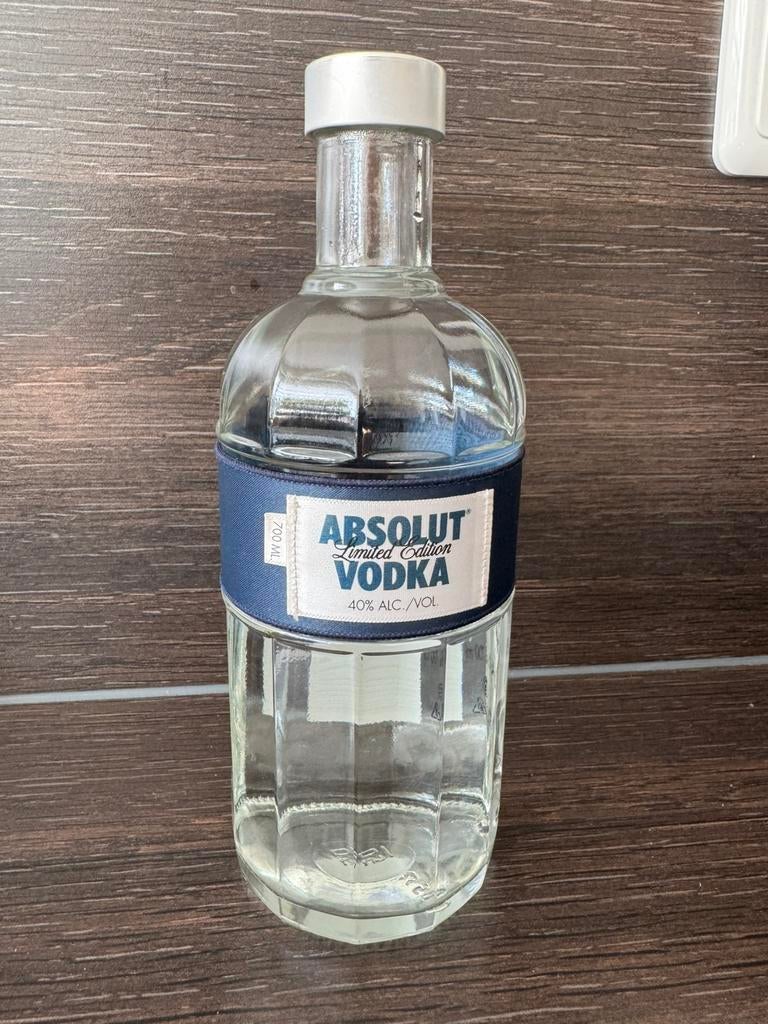 ABSOLUT®
Limited Edition
VODKA
40% ALC./VOL.
700 ML